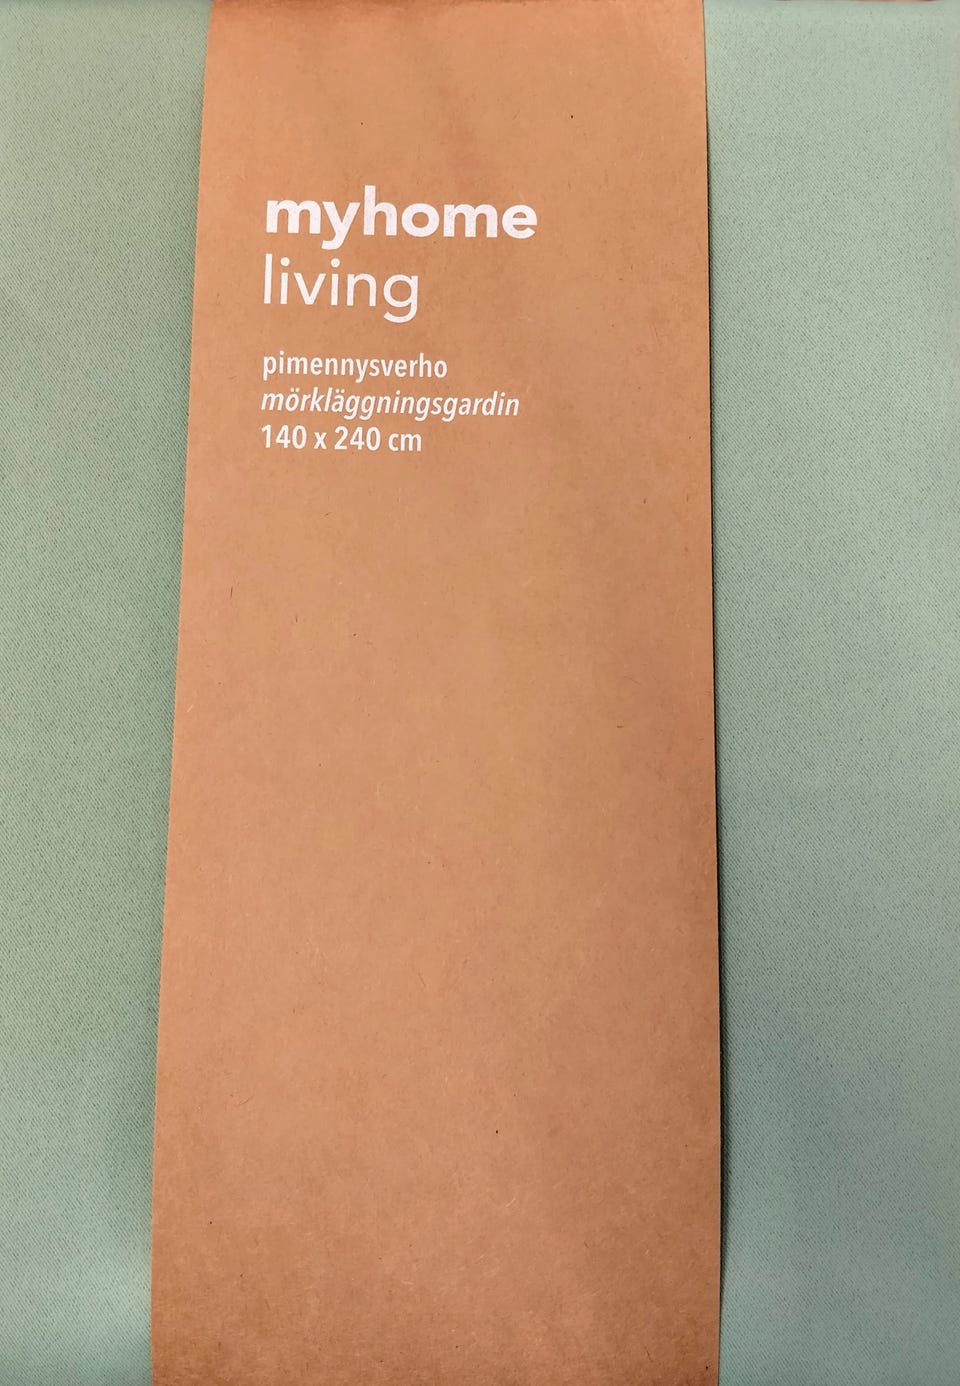 myhome
living
pimennysverho
mörkläggningsgardin
140 x 240 cm